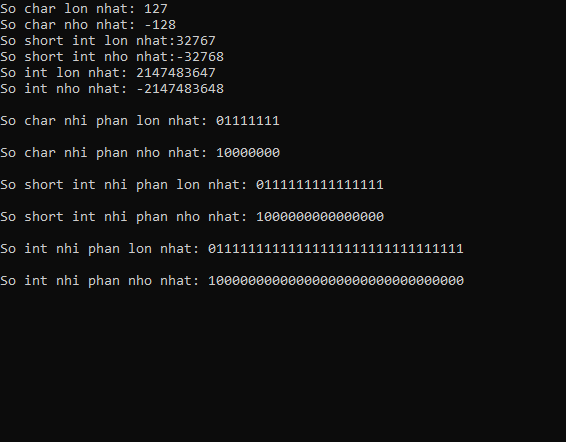 So char lon nhat: 127
So char nho nhat: -128
So short int lon nhat:32767
So short int nho nhat:-32768
So int lon nhat: 2147483647
So int nho nhat: -2147483648
So char nhi phan lon nhat: 01111111
So char nhi phan nho nhat: 10000000
So short int nhi phan lon nhat: 0111111111111111
So short int nhi phan nho nhat: 1000000000000000
So int nhi phan lon nhat: 01111111111111111111111111111111
So int nhi phan nho nhat: 10000000000000000000000000000000